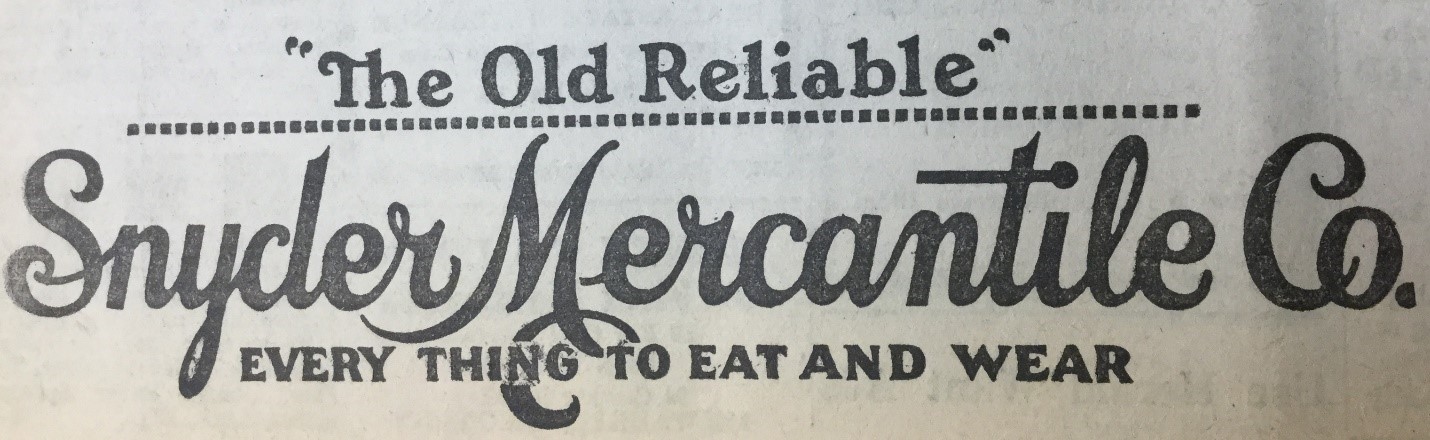 "The Old Reliable"
Snyder Mercantile Co.
EVERY THING TO EAT AND WEAR